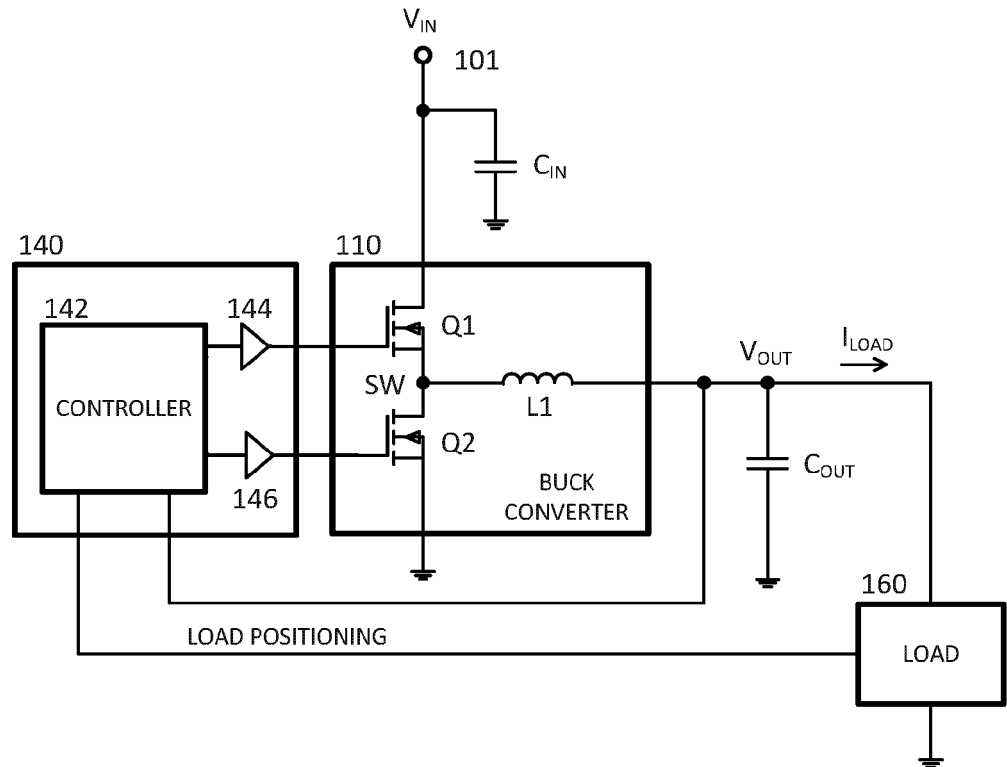 V_IN
101
C_IN
140
110
142
144
Q1
V_OUT
I_LOAD
SW
CONTROLLER
L1
Q2
C_OUT
146
BUCK
CONVERTER
160
LOAD POSITIONING
LOAD